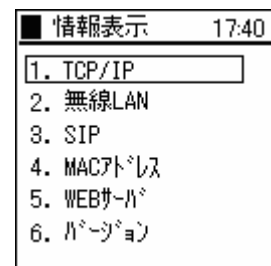 ■ 情報表示 17:40
1. TCP/IP
2. 無線LAN
3. SIP
4. MACｱﾄﾞﾚｽ
5. WEBｻｰﾊﾞ
6. ﾊﾞｰｼﾞｮﾝ